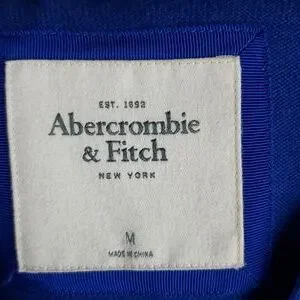 EST. 1892
Abercrombie
& Fitch
NEW YORK
M
MADE IN CHINA